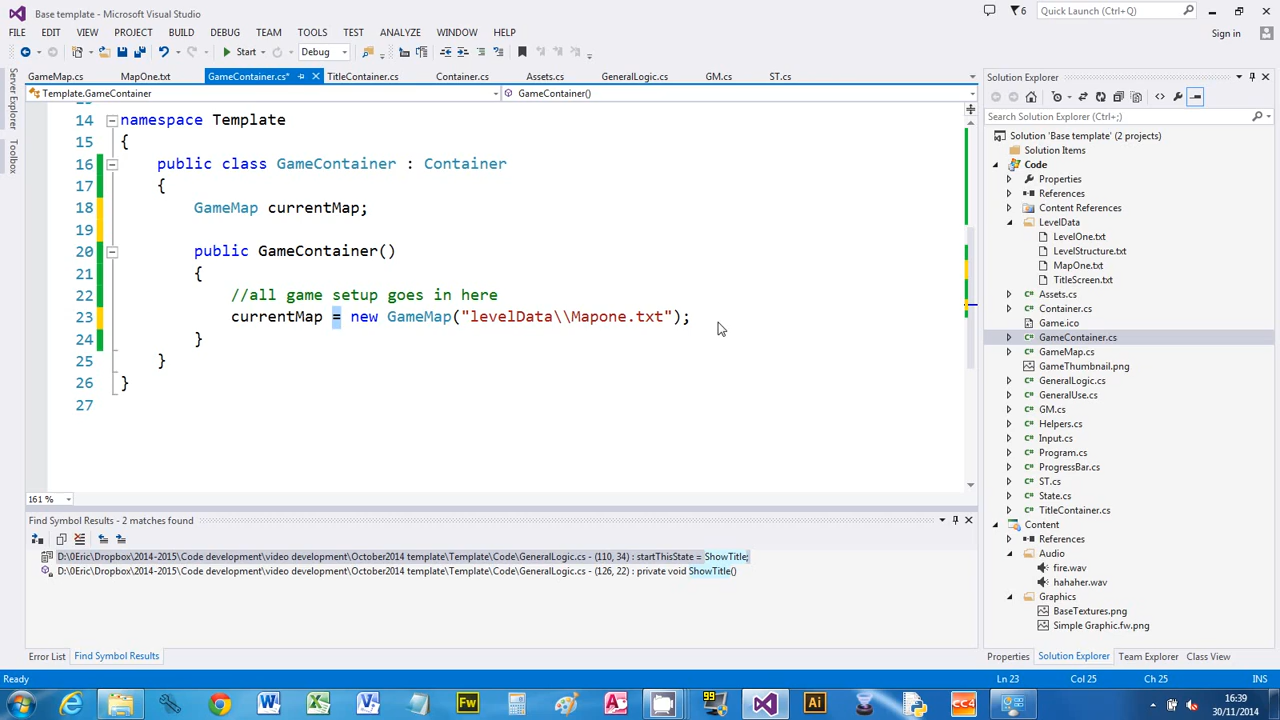 Base template - Microsoft Visual Studio
6
Quick Launch (Ctrl+Q)
FILE EDIT VIEW PROJECT BUILD DEBUG TEAM TOOLS TEST ANALYZE WINDOW HELP
Sign in
Start Debug
GameMap.cs MapOne.txt GameContainer.cs* TitleContainer.cs Container.cs Assets.cs GeneralLogic.cs GM.cs ST.cs
Template.GameContainer GameContainer()
Server Explorer
Toolbox
14 namespace Template
15 {
16 public class GameContainer : Container
17 {
18 GameMap currentMap;
19
20 public GameContainer()
21 {
22 //all game setup goes in here
23 currentMap = new GameMap("levelData\\Mapone.txt");
24 }
25 }
26 }
27
161 %
Find Symbol Results - 2 matches found
D:\0Eric\Dropbox\2014-2015\Code development\video development\October2014 template\Template\Code\GeneralLogic.cs - (110, 34) : startThisState = ShowTitle;
D:\0Eric\Dropbox\2014-2015\Code development\video development\October2014 template\Template\Code\GeneralLogic.cs - (126, 22) : private void ShowTitle()
Error List Find Symbol Results
Solution Explorer
Search Solution Explorer (Ctrl+;)
Solution 'Base template' (2 projects)
Solution Items
Code
Properties
References
Content References
LevelData
LevelOne.txt
LevelStructure.txt
MapOne.txt
TitleScreen.txt
Assets.cs
Container.cs
Game.ico
GameContainer.cs
GameMap.cs
GameThumbnail.png
GeneralLogic.cs
GeneralUse.cs
GM.cs
Helpers.cs
Input.cs
Program.cs
ProgressBar.cs
ST.cs
State.cs
TitleContainer.cs
Content
References
Audio
fire.wav
hahaher.wav
Graphics
BaseTextures.png
Simple Graphic.fw.png
Properties Solution Explorer Team Explorer Class View
Ready Ln 23 Col 25 Ch 25 INS
Fw 99 Ai CC4
16:39
30/11/2014